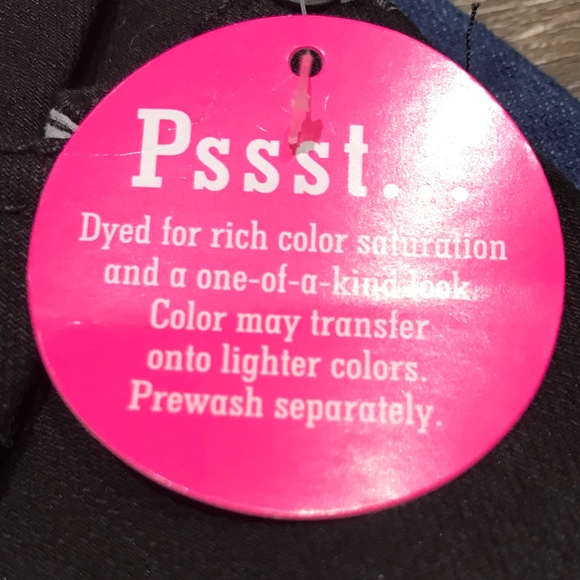 Pssst...
Dyed for rich color saturation
and a one-of-a-kind look.
Color may transfer
onto lighter colors.
Prewash separately.